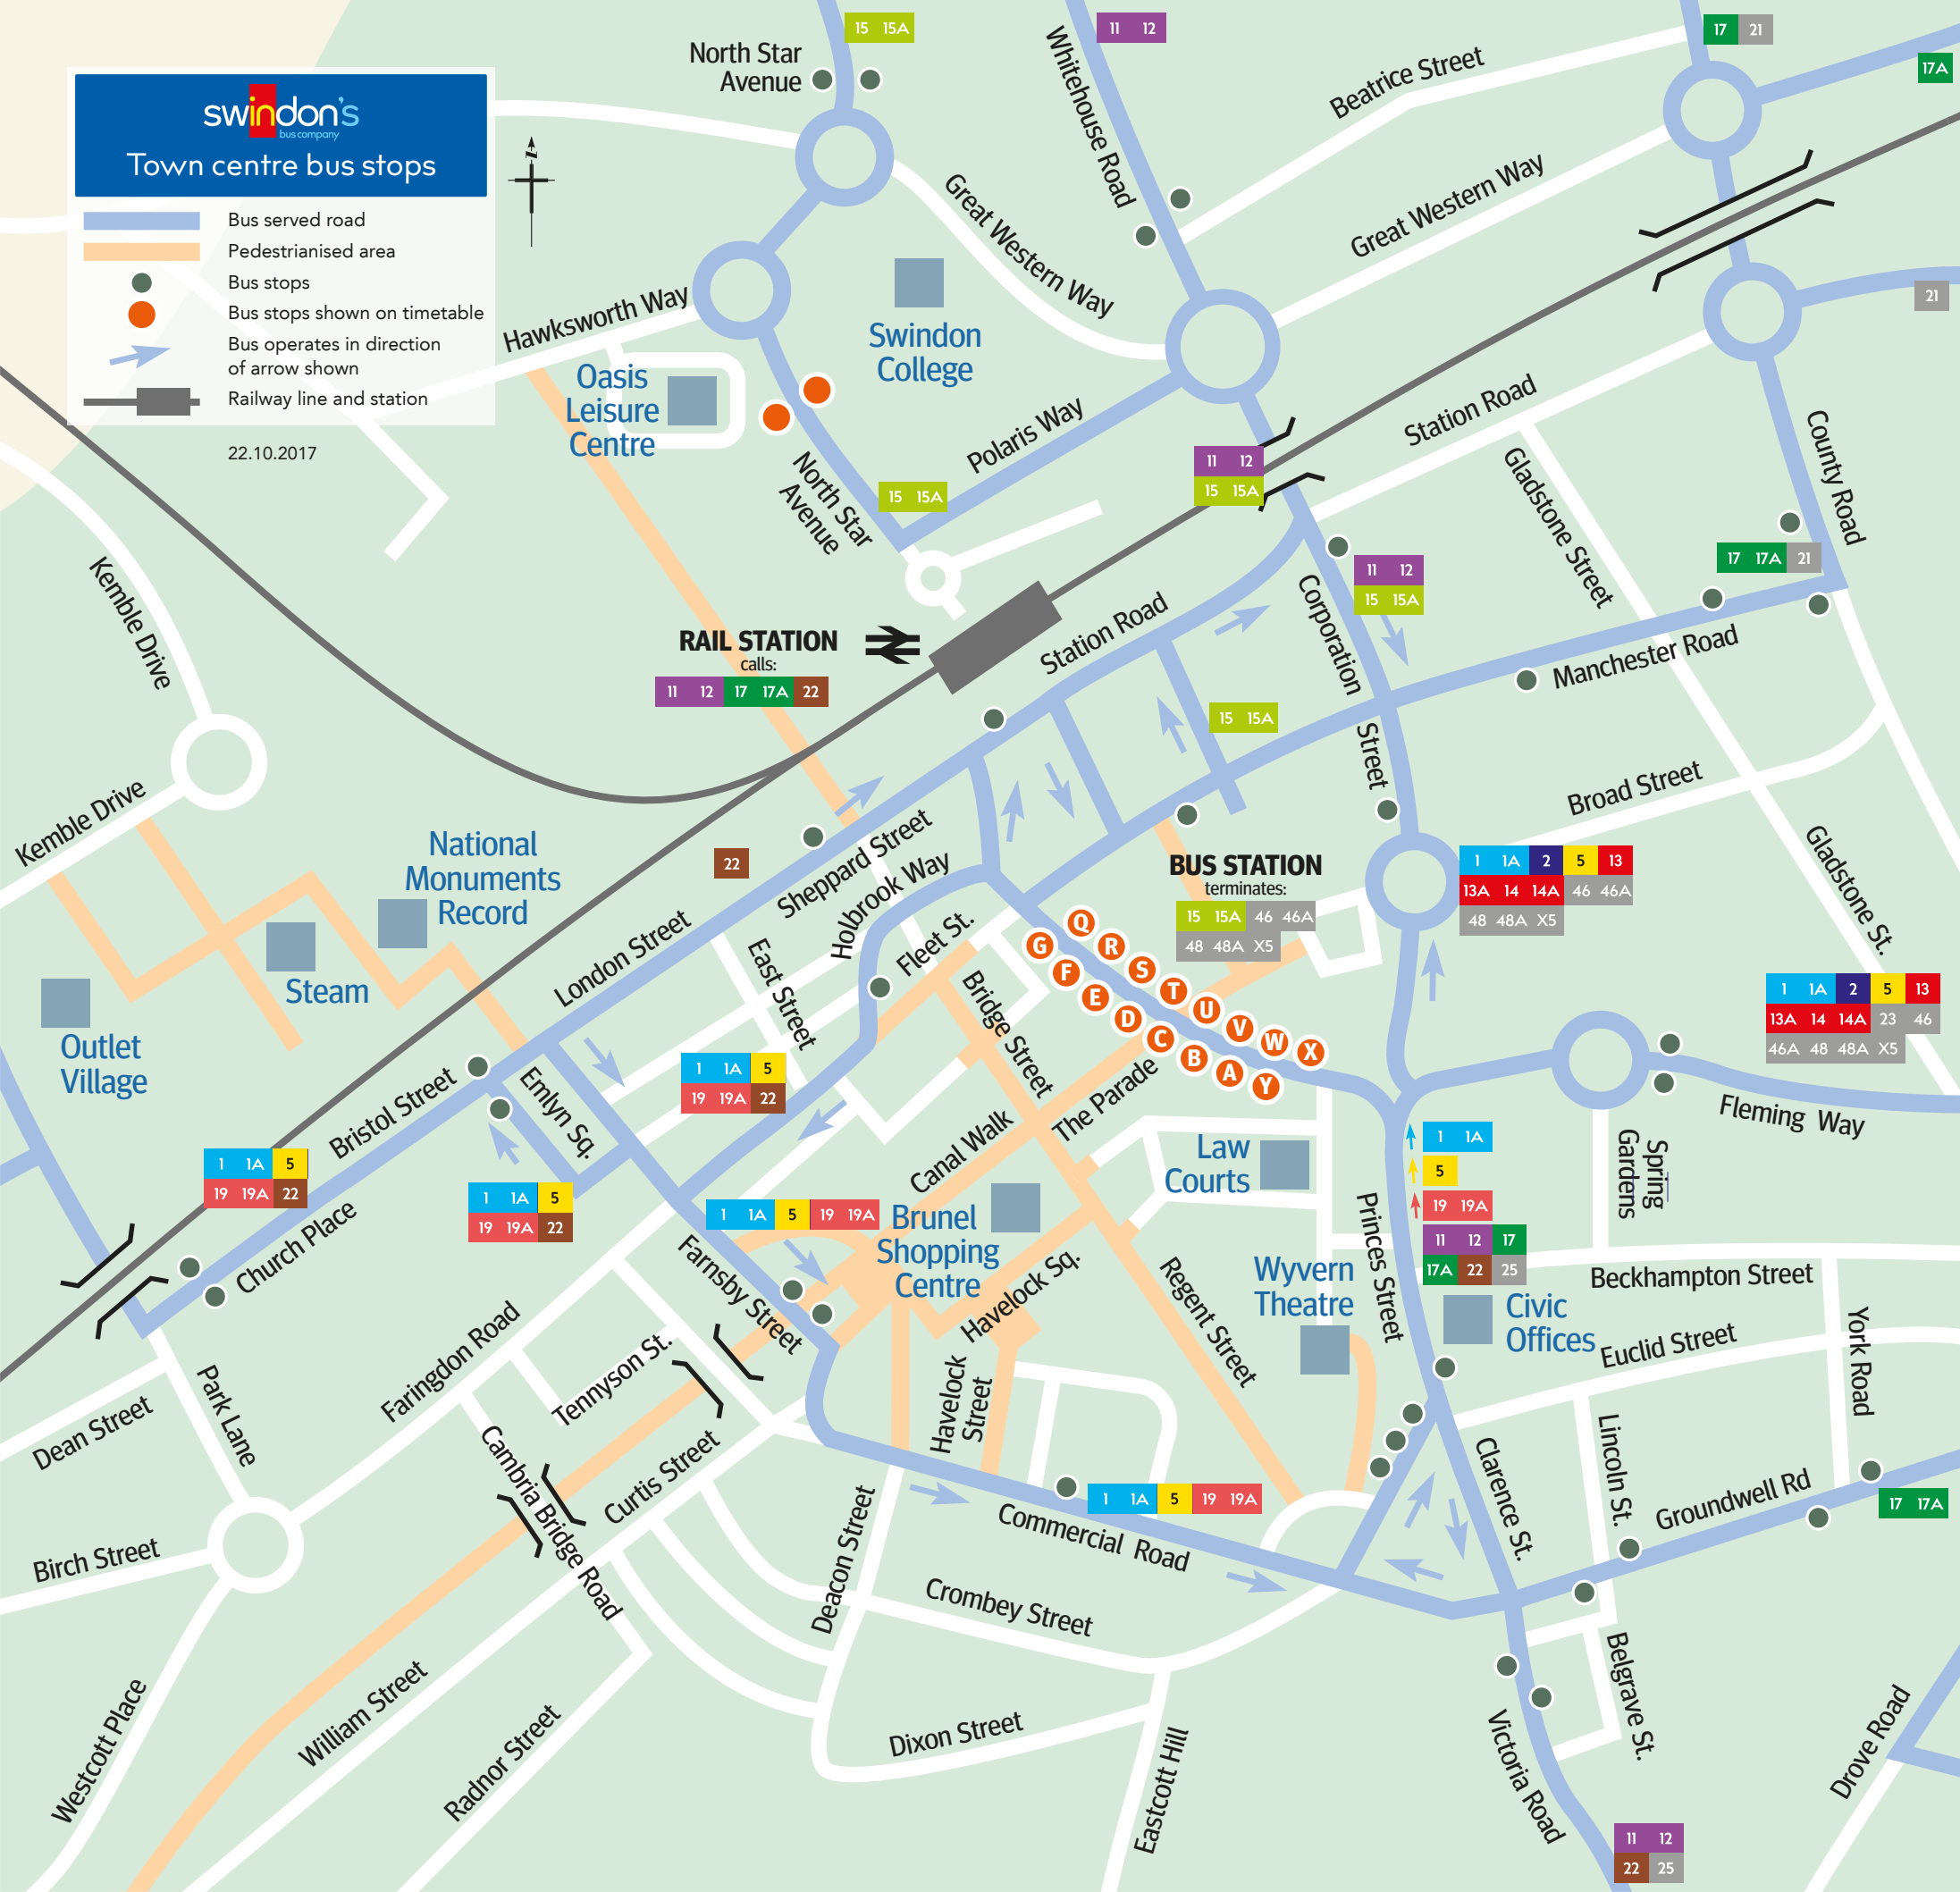 swindon's
bus company
Town centre bus stops
Bus served road
Pedestrianised area
Bus stops
Bus stops shown on timetable
Bus operates in direction
of arrow shown
Railway line and station
22.10.2017
N
North Star
Avenue
15 15A
11 12
Whitehouse Road
Beatrice Street
17 21
17A
Great Western Way
Great Western Way
21
Hawksworth Way
Swindon
College
Oasis
Leisure
Centre
North Star
Avenue
15 15A
Polaris Way
11 12
15 15A
Station Road
Gladstone Street
County Road
17 17A 21
Manchester Road
11 12
15 15A
Corporation
Street
Kemble Drive
Kemble Drive
RAIL STATION
calls:
11 12 17 17A 22
Station Road
15 15A
Broad Street
Gladstone St.
National
Monuments
Record
Steam
Outlet
Village
22
Sheppard Street
Holbrook Way
London Street
East Street
Fleet St.
Bridge Street
BUS STATION
terminates:
15 15A 46 46A
48 48A X5
1 1A 2 5 13
13A 14 14A 46 46A
48 48A X5
Q
R
S
T
U
V
W
X
G
F
E
D
C
B
A
Y
1 1A 2 5 13
13A 14 14A 23 46
46A 48 48A X5
Fleming Way
Spring
Gardens
Bristol Street
Emlyn Sq.
1 1A 5
19 19A 22
1 1A 5
19 19A 22
1 1A 5
19 19A 22
Church Place
Canal Walk
The Parade
Law
Courts
1 1A
5
19 19A
11 12 17
17A 22 25
Princes Street
1 1A 5 19 19A
Brunel
Shopping
Centre
Farnsby Street
Havelock Sq.
Havelock
Street
Regent Street
Wyvern
Theatre
Civic
Offices
Beckhampton Street
Euclid Street
York Road
Lincoln St.
Groundwell Rd
17 17A
Clarence St.
Park Lane
Dean Street
Faringdon Road
Tennyson St.
Cambria Bridge Road
Curtis Street
Birch Street
Westcott Place
William Street
Radnor Street
Deacon Street
1 1A 5 19 19A
Commercial Road
Crombey Street
Dixon Street
Eastcott Hill
Belgrave St.
Victoria Road
Drove Road
11 12
22 25